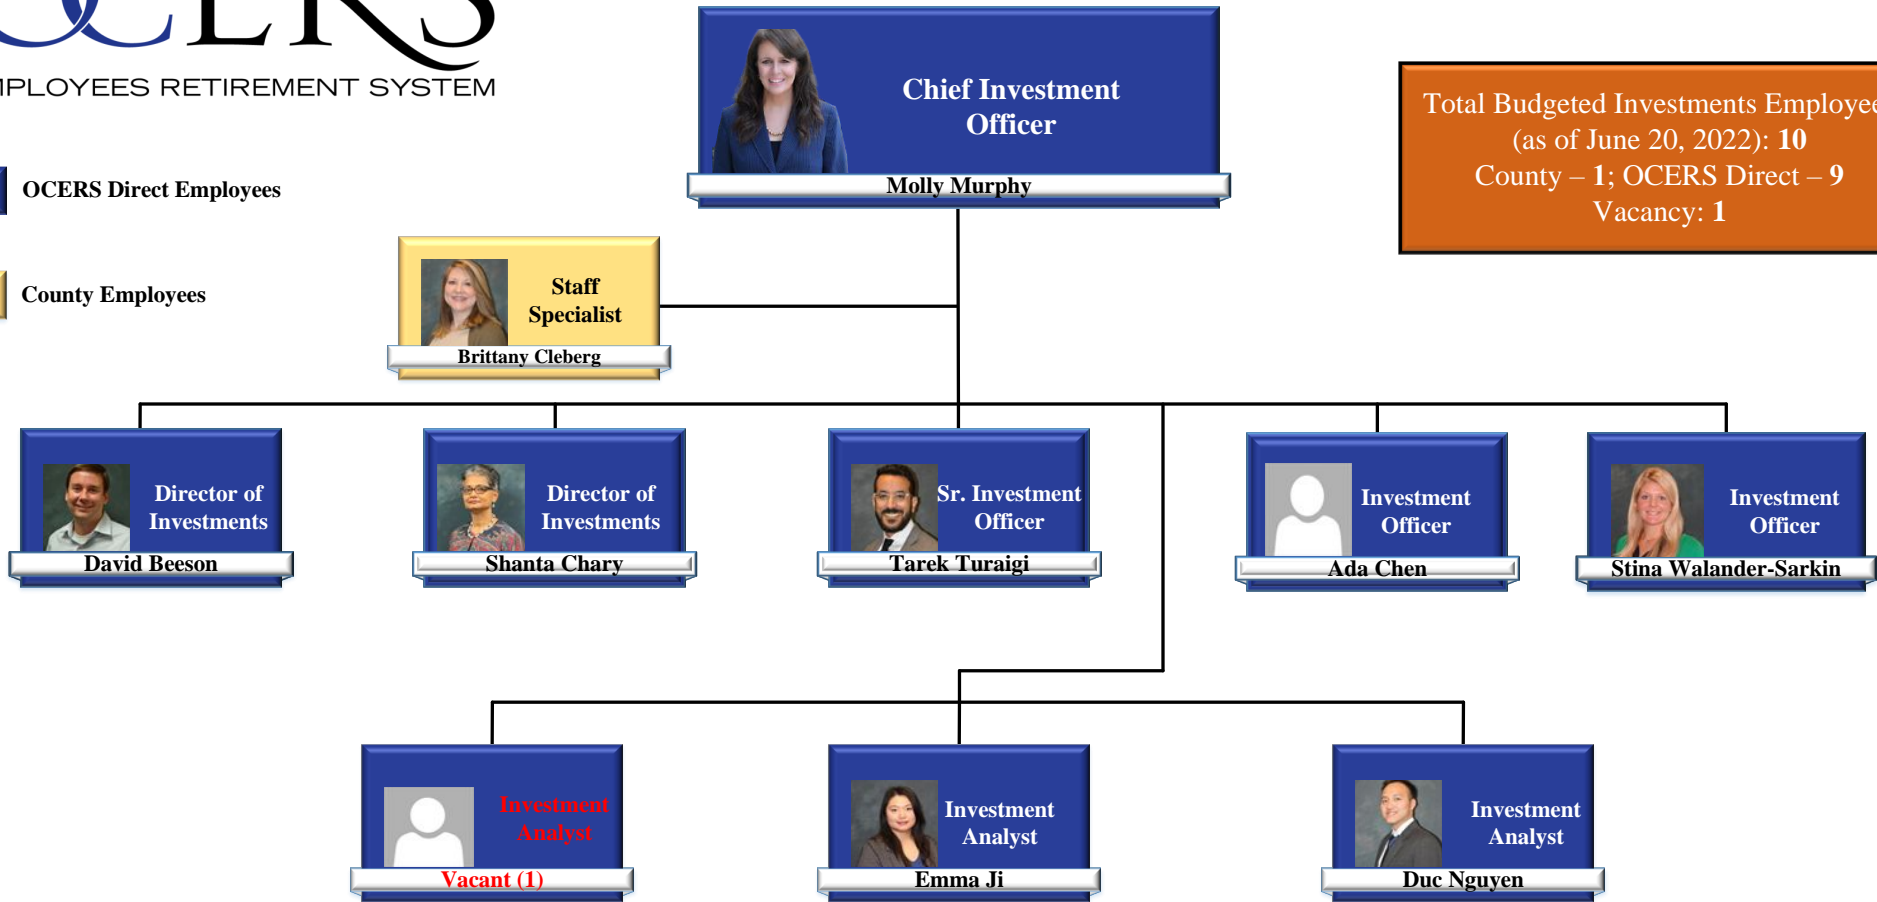 EMPLOYEES RETIREMENT SYSTEM
OCERS Direct Employees
County Employees
Chief Investment
Officer
Molly Murphy
Total Budgeted Investments Employee
(as of June 20, 2022): 10
County – 1; OCERS Direct – 9
Vacancy: 1
Staff
Specialist
Brittany Cleberg
Director of
Investments
David Beeson
Director of
Investments
Shanta Chary
Sr. Investment
Officer
Tarek Turaigi
Investment
Officer
Ada Chen
Investment
Officer
Stina Walander-Sarkin
Investment
Analyst
Vacant (1)
Investment
Analyst
Emma Ji
Investment
Analyst
Duc Nguyen